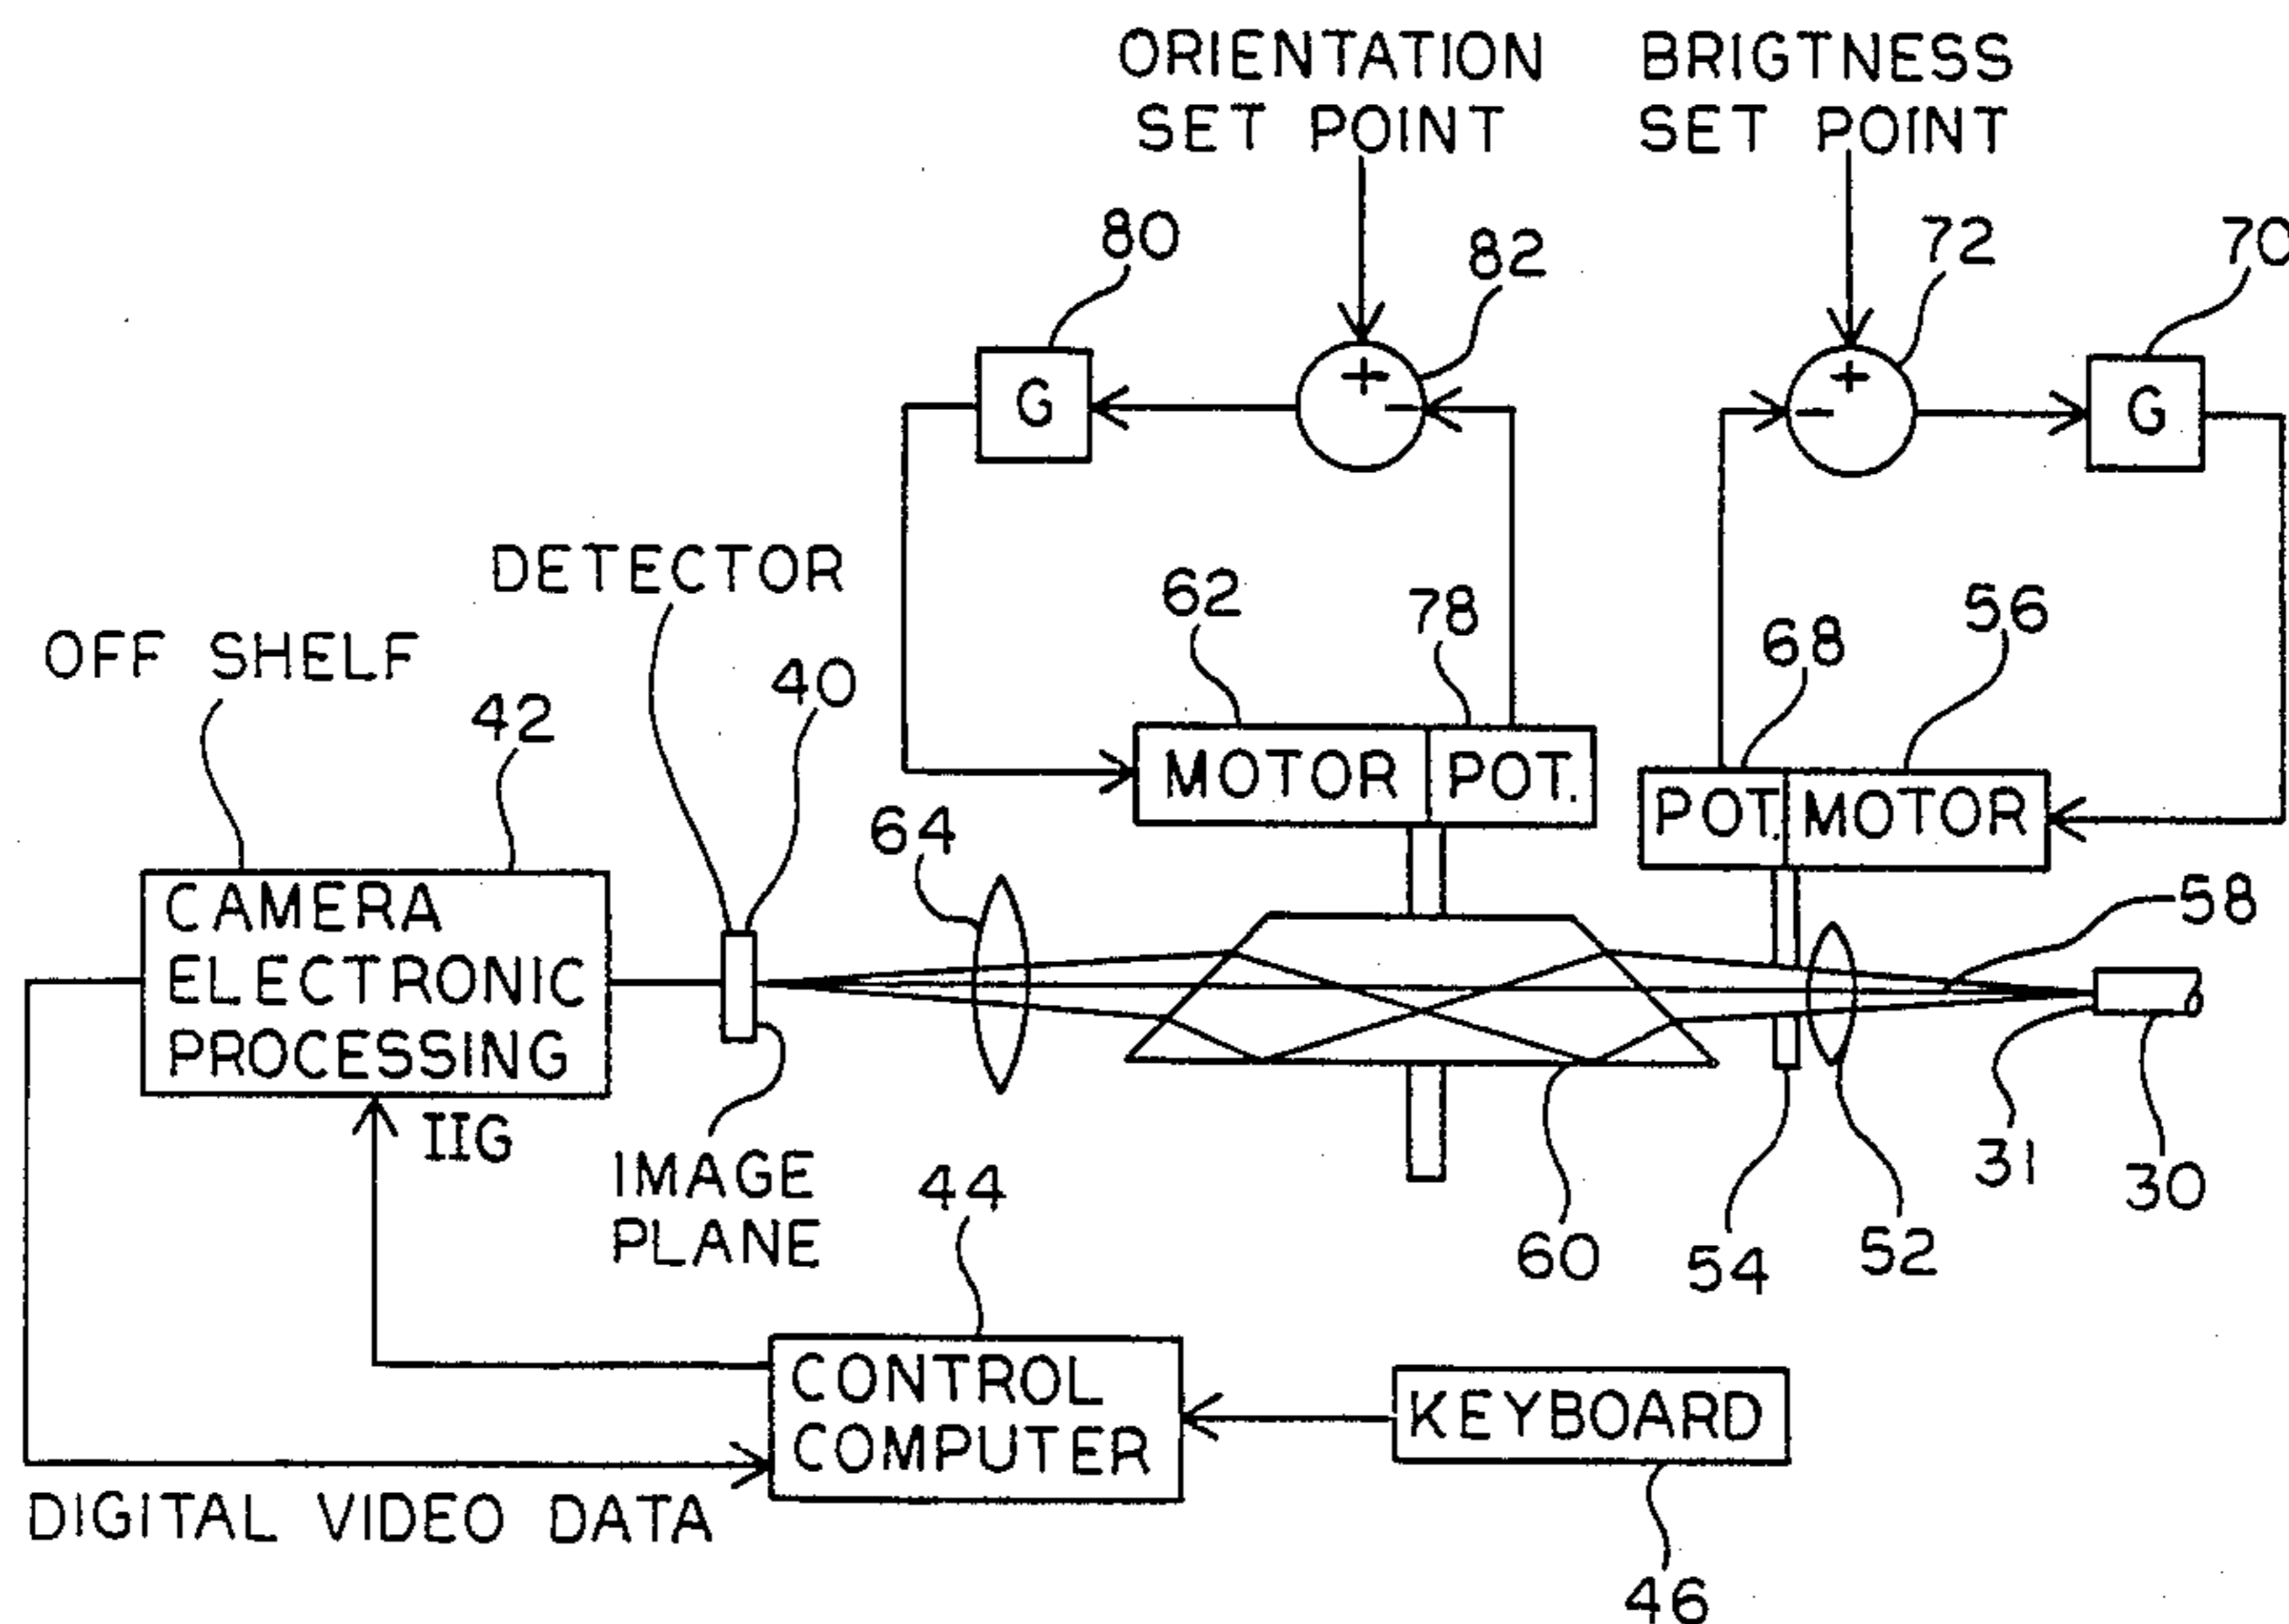 ORIENTATION
SET POINT
BRIGTNESS
SET POINT
80
82
72
70
G
+
-
+
-
G
DETECTOR
62
78
56
OFF SHELF
40
68
42
MOTOR
POT.
64
POT.
MOTOR
58
CAMERA
ELECTRONIC
PROCESSING
IIG
IMAGE
PLANE
44
60
54
52
31
30
CONTROL
COMPUTER
KEYBOARD
DIGITAL VIDEO DATA
46